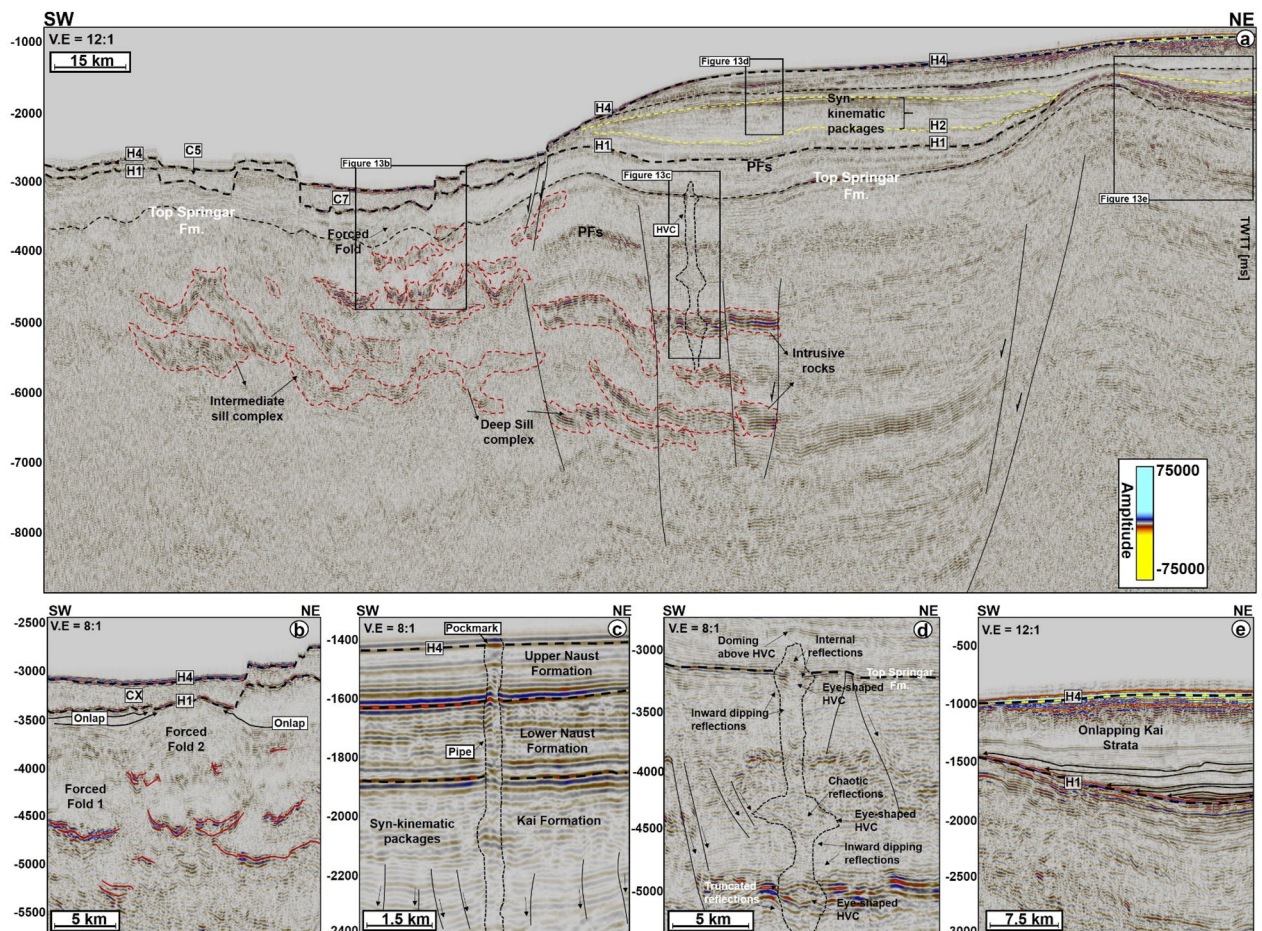 SW
NE
V.E = 12:1
a
15 km
-1000
-2000
-3000
-4000
-5000
-6000
-7000
-8000
H4
Figure 13d
H4
Syn-
kinematic
packages
H2
H1
H1
PFs
H4
C5
H1
Figure 13b
C7
Figure 13c
Top Springar
Fm.
Figure 13e
Top Springar
Fm.
Forced
Fold
PFs
HVC
TWTT [ms]
Intrusive
rocks
Intermediate
sill complex
Deep Sill
complex
75000
Ampltiude
-75000
SW
NE
V.E = 8:1
b
-2500
-3000
-3500
-4000
-4500
-5000
-5500
H4
CX
H1
Onlap
Onlap
Forced
Fold 2
Forced
Fold 1
5 km
SW
NE
V.E = 8:1
c
-1400
-1600
-1800
-2000
-2200
-2400
Pockmark
H4
Upper Naust
Formation
Lower Naust
Formation
Pipe
Syn-kinematic
packages
Kai Formation
1.5 km
SW
NE
V.E = 8:1
d
-3000
-3500
-4000
-4500
-5000
Doming
above HVC
Internal
reflections
Top Springar
Fm.
Eye-shaped
HVC
Inward dipping
reflections
Chaotic
reflections
Eye-shaped
HVC
Inward dipping
reflections
Truncated
reflections
Eye-shaped
HVC
5 km
SW
NE
V.E = 12:1
e
-500
-1000
-1500
-2000
-2500
-3000
H4
Onlapping Kai
Strata
H1
7.5 km